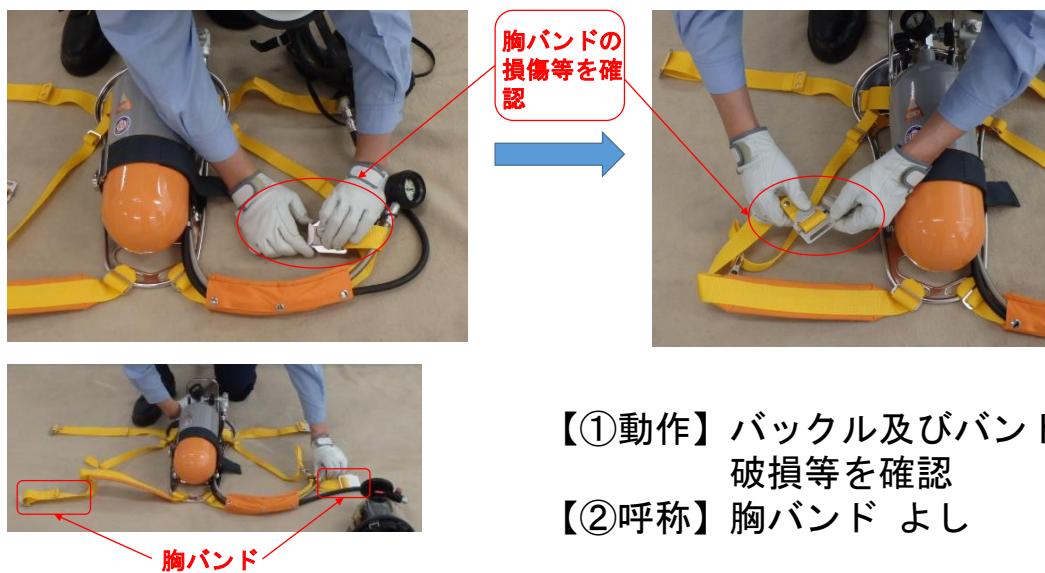 胸バンドの
損傷等を確
認
【①動作】バックル及びバンド
破損等を確認
【②呼称】胸バンド よし
胸バンド